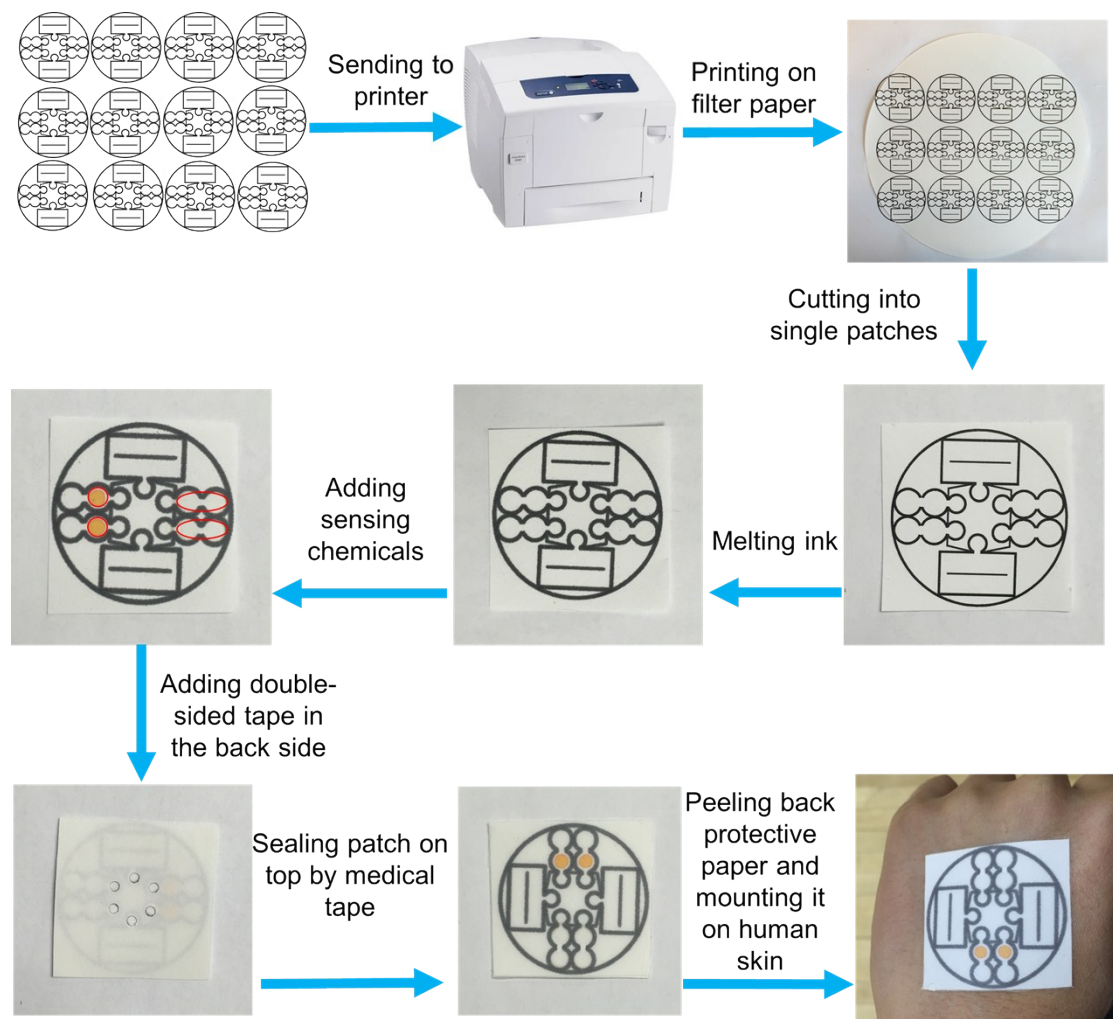 Sending to
printer
Printing on
filter paper
Cutting into
single patches
Melting ink
Adding
sensing
chemicals
Adding double-
sided tape in
the back side
Sealing patch on
top by medical
tape
Peeling back
protective
paper and
mounting it
on human
skin